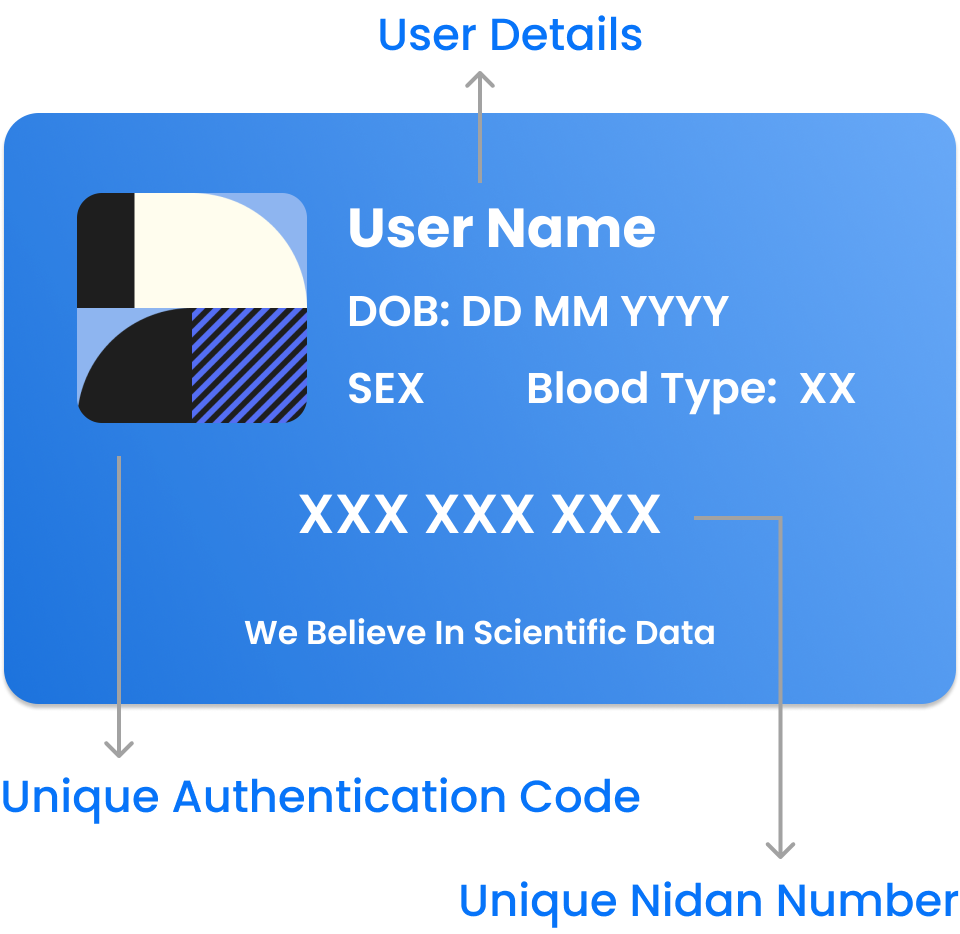 User Details
User Name
DOB: DD MM YYYY
SEX Blood Type: XX
XXX XXX XXX
We Believe In Scientific Data
Unique Authentication Code
Unique Nidan Number